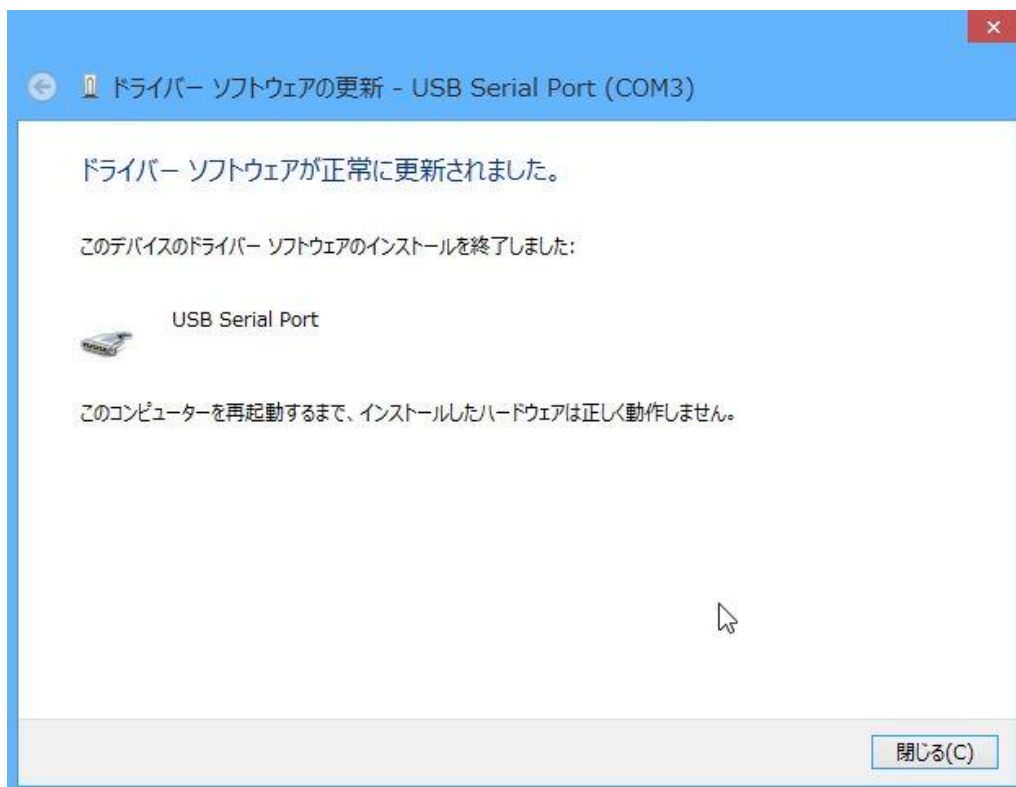 ドライバー ソフトウェアの更新 - USB Serial Port (COM3)
ドライバー ソフトウェアが正常に更新されました。
このデバイスのドライバー ソフトウェアのインストールを終了しました:
USB Serial Port
このコンピューターを再起動するまで、インストールしたハードウェアは正しく動作しません。
閉じる(C)